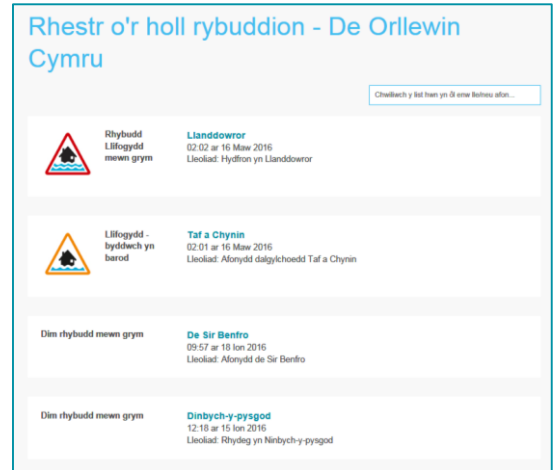 Rhestr o'r holl rybuddion - De Orllewin
Cymru
Chwiliwch y list hwn yn ôl enw lle/neu afon...
Rhybudd
Llifogydd
mewn grym
Llanddowror
02:02 ar 16 Maw 2016
Lleoliad: Hydfron yn Llanddowror
Llifogydd -
byddwch yn
barod
Taf a Chynin
02:01 ar 16 Maw 2016
Lleoliad: Afonydd dalgylchoedd Taf a Chynin
Dim rhybudd mewn grym
De Sir Benfro
09:57 ar 18 Ion 2016
Lleoliad: Afonydd de Sir Benfro
Dim rhybudd mewn grym
Dinbych-y-pysgod
12:18 ar 15 Ion 2016
Lleoliad: Rhydeg yn Ninbych-y-pysgod